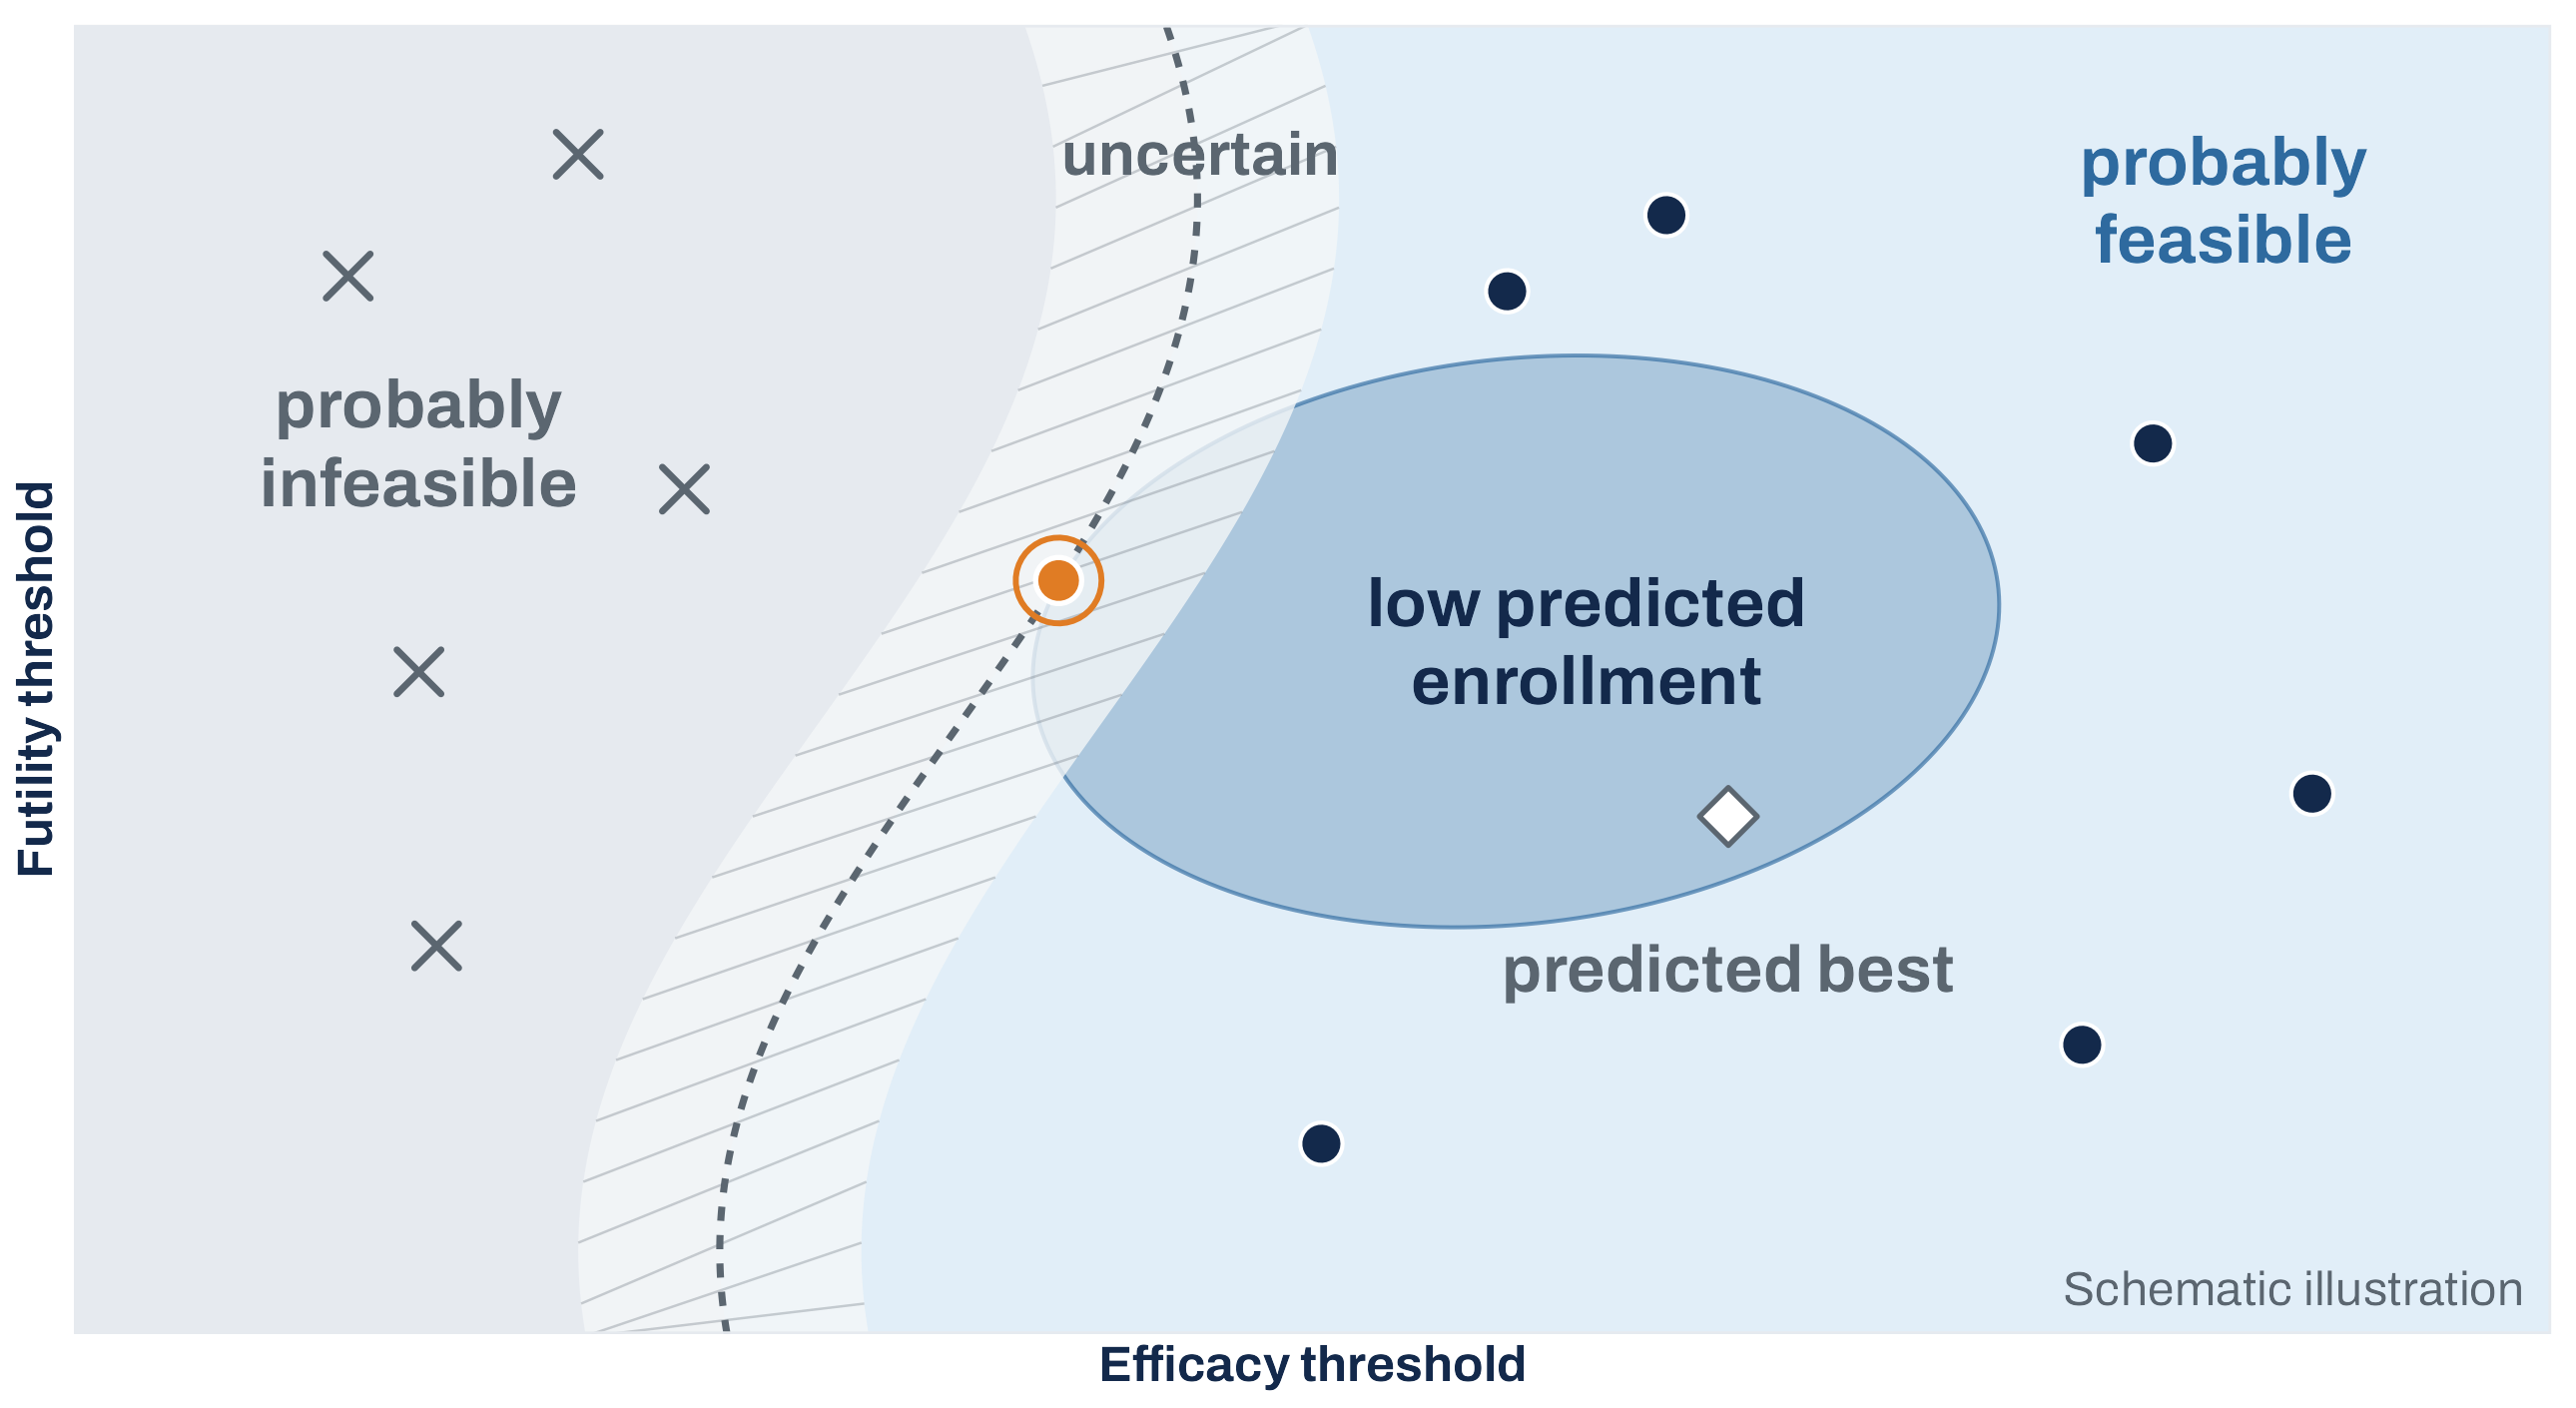 uncertain
probably
feasible
probably
infeasible
low predicted
enrollment
predicted best
Schematic illustration
Futility threshold
Efficacy threshold